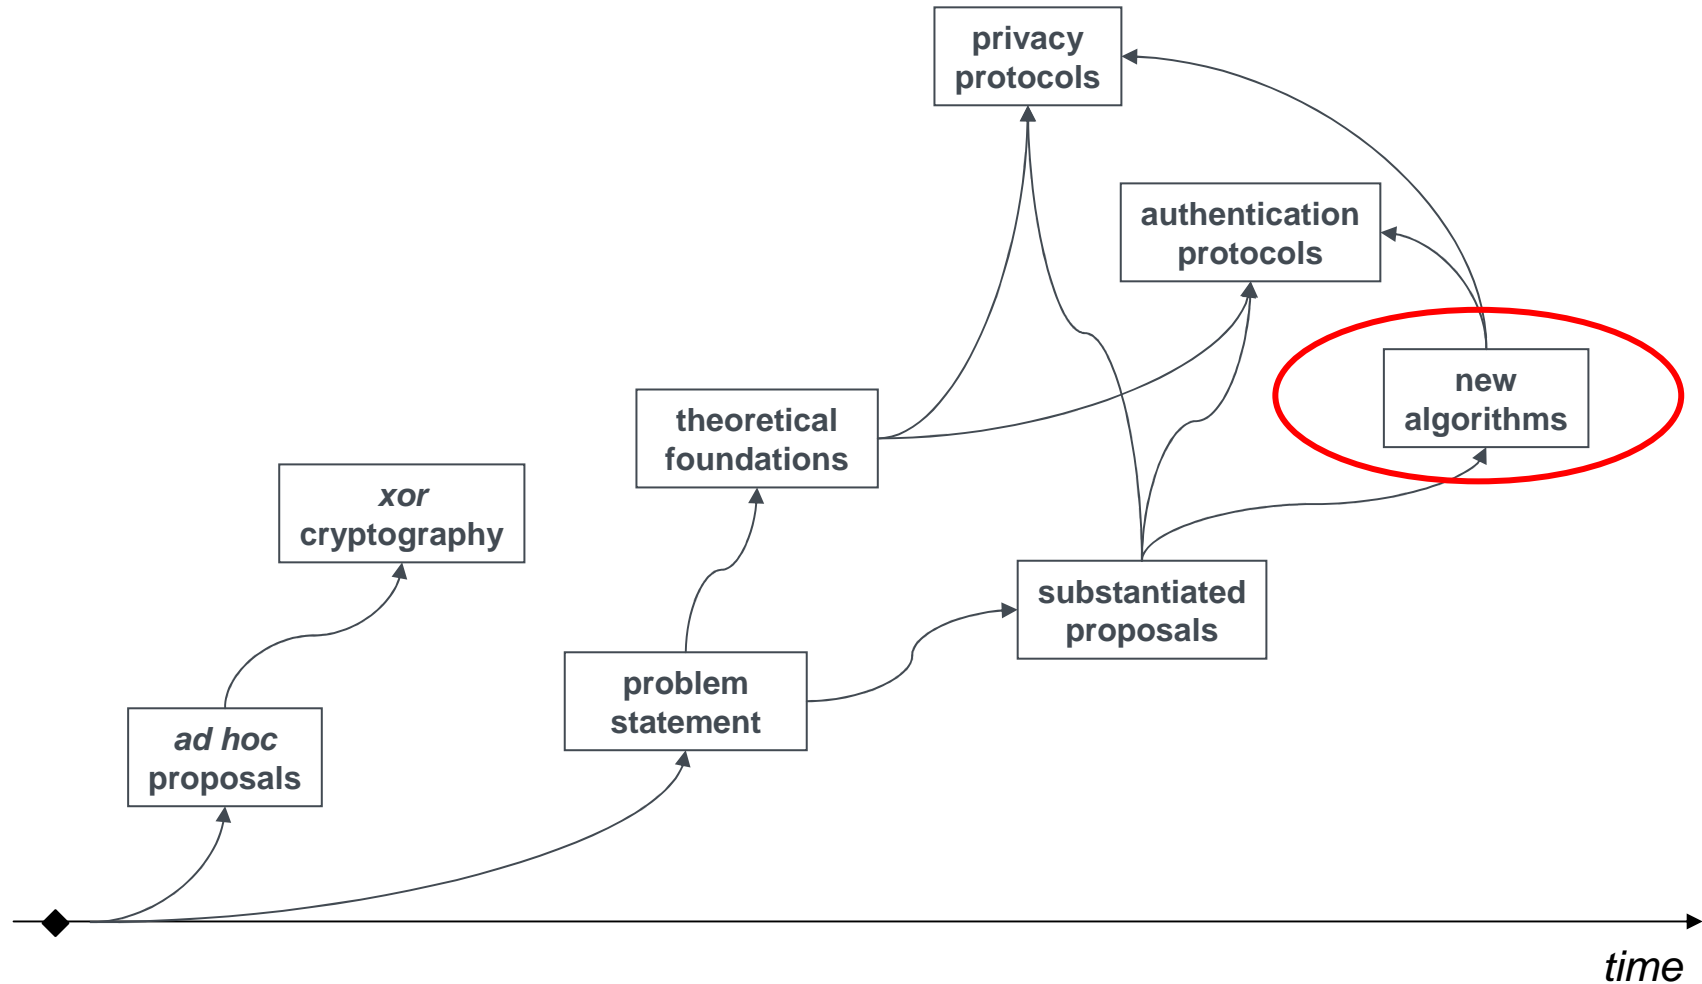 privacy
protocols
authentication
protocols
new
algorithms
theoretical
foundations
xor
cryptography
substantiated
proposals
problem
statement
ad hoc
proposals
time